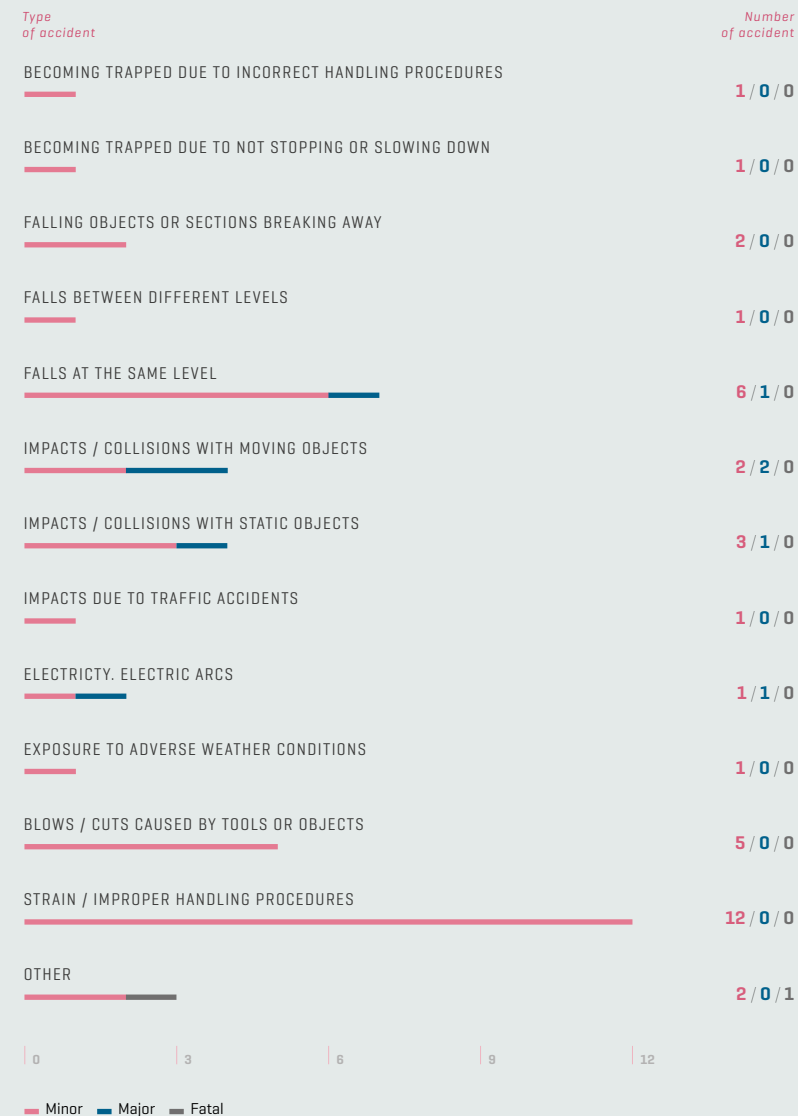 Type
of accident
Number
of accident
BECOMING TRAPPED DUE TO INCORRECT HANDLING PROCEDURES
1 / 0 / 0
BECOMING TRAPPED DUE TO NOT STOPPING OR SLOWING DOWN
1 / 0 / 0
FALLING OBJECTS OR SECTIONS BREAKING AWAY
2 / 0 / 0
FALLS BETWEEN DIFFERENT LEVELS
1 / 0 / 0
FALLS AT THE SAME LEVEL
6 / 1 / 0
IMPACTS / COLLISIONS WITH MOVING OBJECTS
2 / 2 / 0
IMPACTS / COLLISIONS WITH STATIC OBJECTS
3 / 1 / 0
IMPACTS DUE TO TRAFFIC ACCIDENTS
1 / 0 / 0
ELECTRICTY. ELECTRIC ARCS
1 / 1 / 0
EXPOSURE TO ADVERSE WEATHER CONDITIONS
1 / 0 / 0
BLOWS / CUTS CAUSED BY TOOLS OR OBJECTS
5 / 0 / 0
STRAIN / IMPROPER HANDLING PROCEDURES
12 / 0 / 0
OTHER
2 / 0 / 1
0 3 6 9 12
Minor Major Fatal